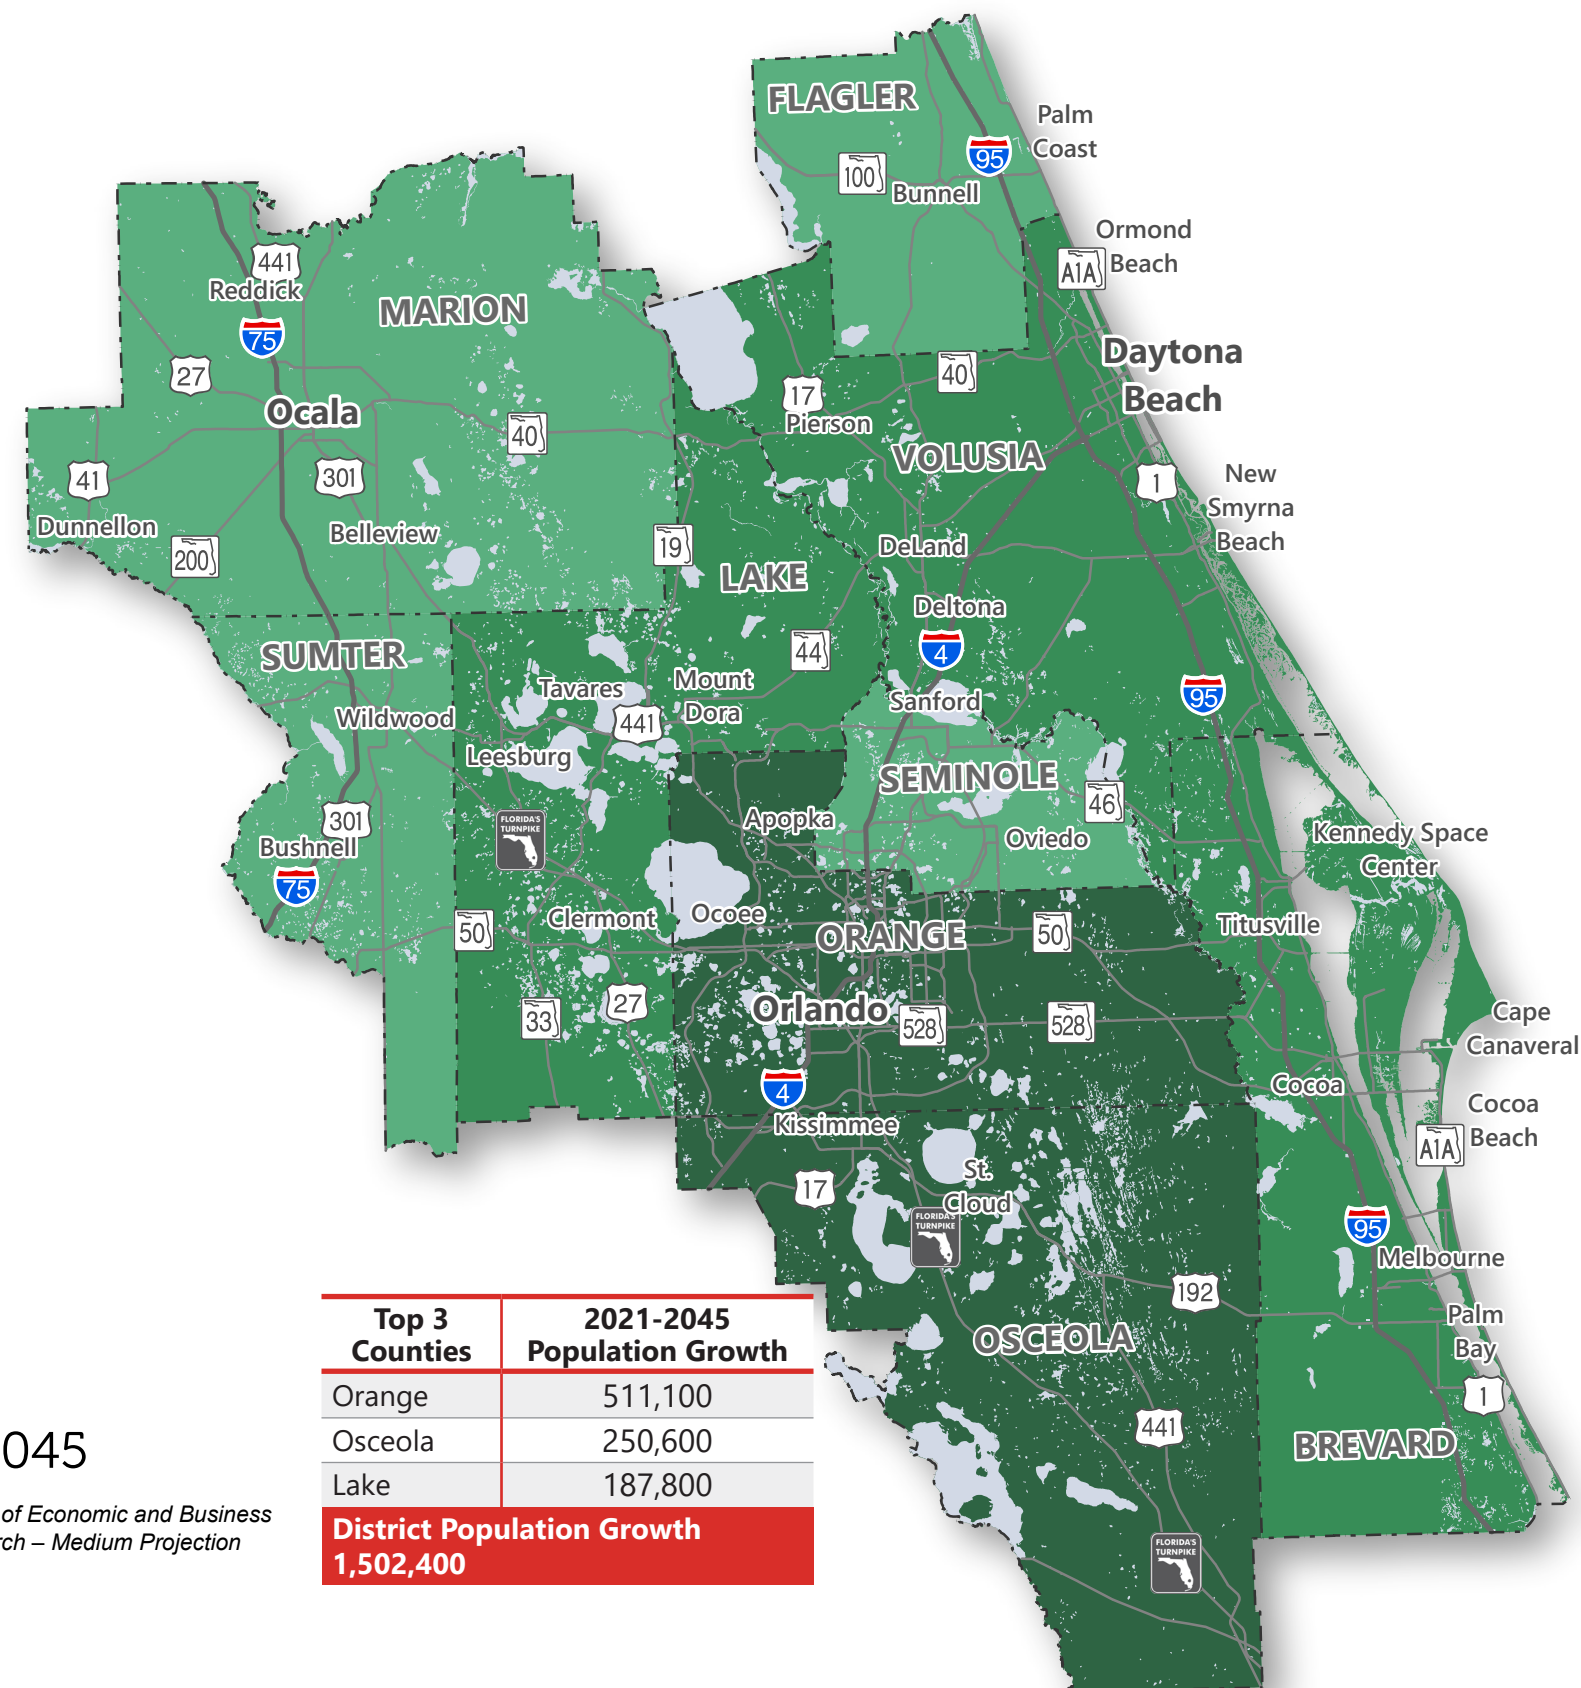 FLAGLER
Palm
Coast
95
100
Bunnell
Ormond
Beach
A1A
441
Reddick
MARION
75
Daytona
Beach
27
17
40
Pierson
Ocala
40
VOLUSIA
41
301
1
New
Smyrna
Beach
Dunnellon
Belleview
200
19
DeLand
LAKE
Deltona
44
4
SUMTER
Tavares
Mount
Dora
Sanford
95
Wildwood
441
Leesburg
SEMINOLE
46
301
FLORIDA'S
TURNPIKE
Apopka
Oviedo
Kennedy Space
Center
Bushnell
75
Clermont
Ocoee
50
ORANGE
50
Titusville
33
27
Orlando
528
528
Cape
Canaveral
4
Cocoa
Cocoa
Beach
Kissimmee
A1A
17
St.
Cloud
FLORIDA'S
TURNPIKE
95
Melbourne
192
OSCEOLA
Palm
Bay
1
441
BREVARD
FLORIDA'S
TURNPIKE
Top 3
Counties
2021-2045
Population Growth
Orange 511,100
Osceola 250,600
Lake 187,800
District Population Growth
1,502,400
045
of Economic and Business
rch – Medium Projection